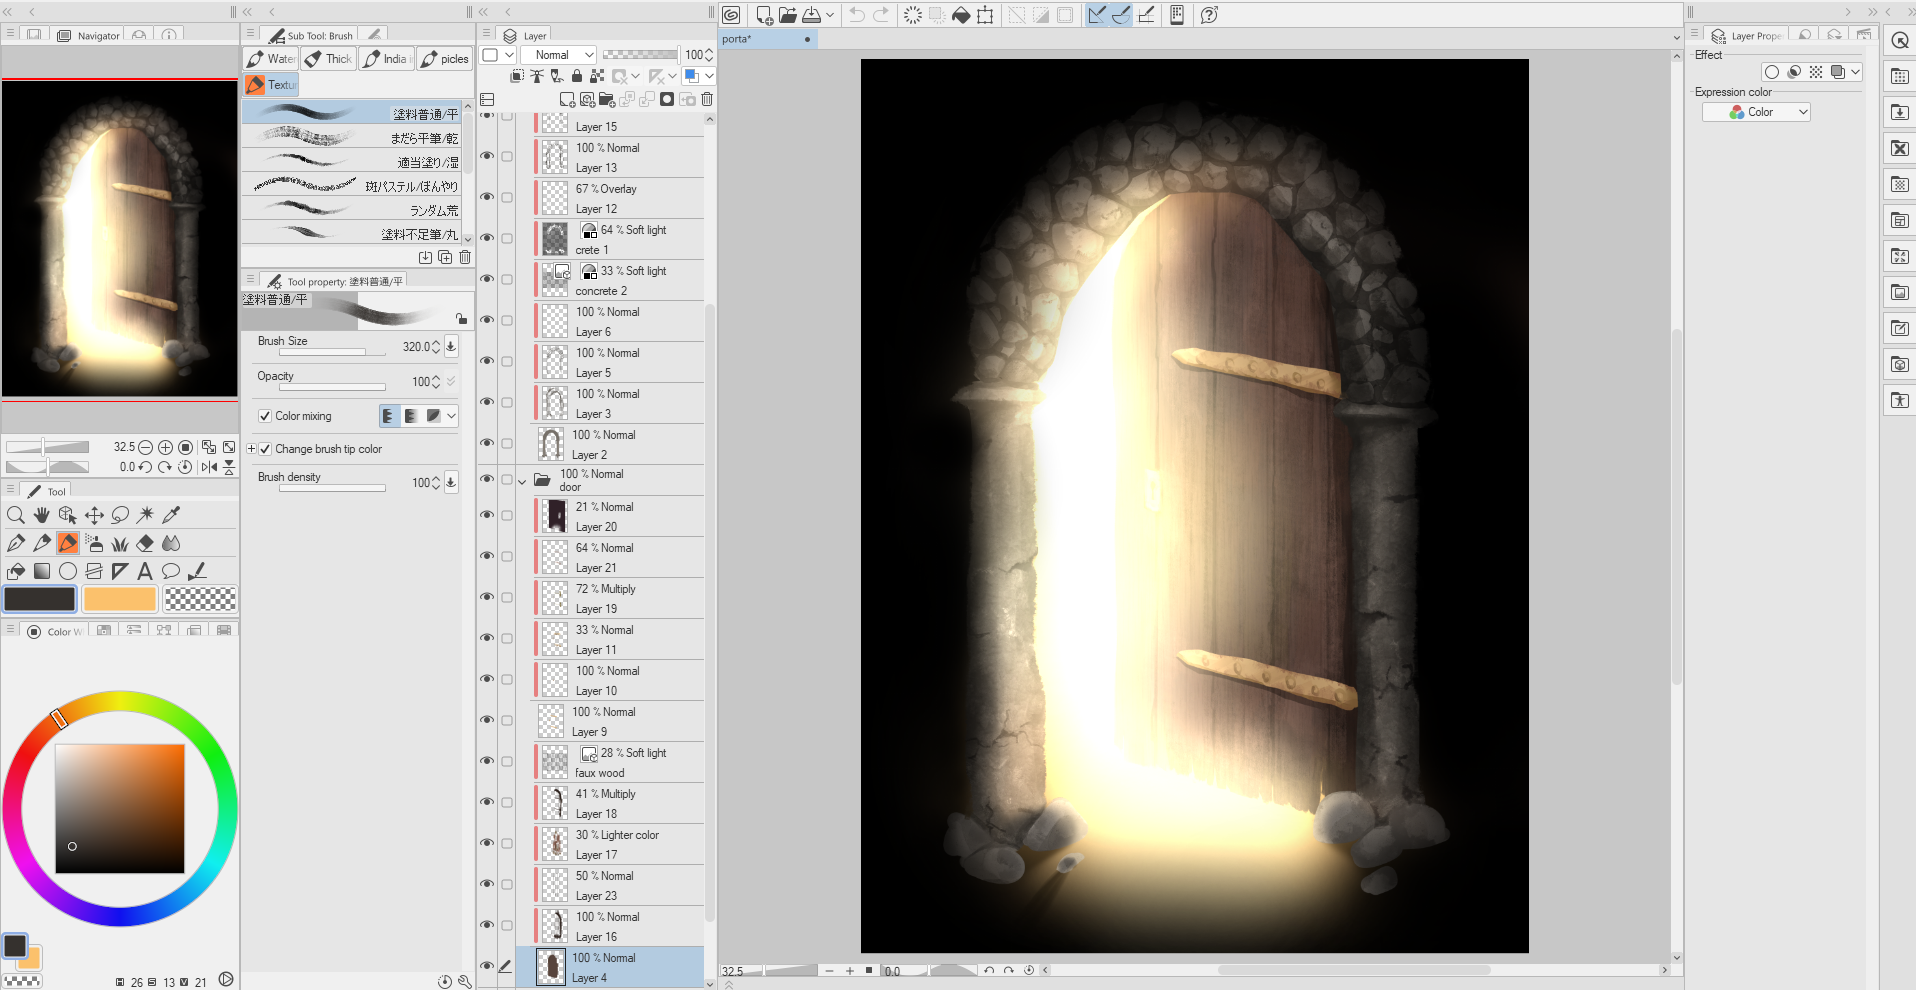 Navigator
Sub Tool: Brush
Layer
Thick
picles
Normal
100
塗料普通/平
まだら平筆/乾
適当塗り/湿
斑パステル/ぼんやり
ランダム荒
塗料不足筆/丸
Tool property: 塗料普通/平
塗料普通/平
Brush Size
320.0
Opacity
100
Color mixing
Change brush tip color
Brush density
100
32.5
0.0
Tool
26
13
21
Layer 15
100 % Normal
Layer 13
67 % Overlay
Layer 12
64 % Soft light
crete 1
33 % Soft light
concrete 2
100 % Normal
Layer 6
100 % Normal
Layer 5
100 % Normal
Layer 3
100 % Normal
Layer 2
100 % Normal
door
21 % Normal
Layer 20
64 % Normal
Layer 21
72 % Multiply
Layer 19
33 % Normal
Layer 11
100 % Normal
Layer 10
100 % Normal
Layer 9
28 % Soft light
faux wood
41 % Multiply
Layer 18
30 % Lighter color
Layer 17
50 % Normal
Layer 23
100 % Normal
Layer 16
100 % Normal
Layer 4
porta*
32.5
0.0
Effect
Expression color
Color